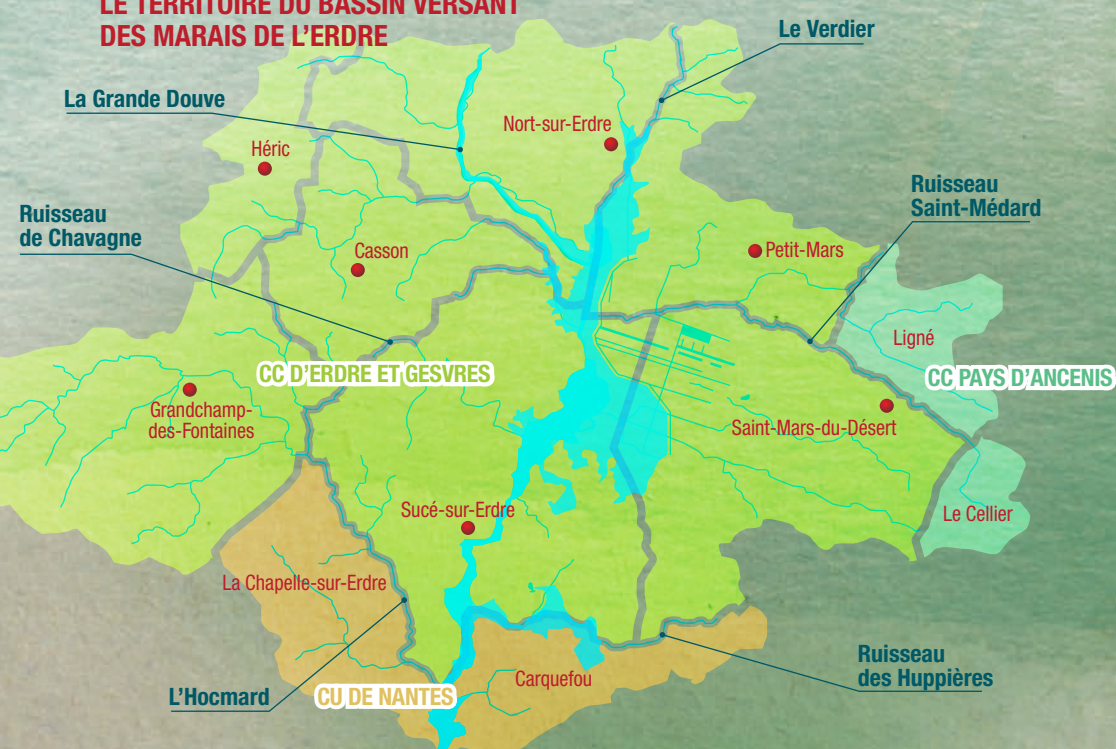 LE TERRITOIRE DU BASSIN VERSANT
DES MARAIS DE L'ERDRE
Le Verdier
La Grande Douve
Nort-sur-Erdre
Héric
Ruisseau
Saint-Médard
Ruisseau
de Chavagne
Casson
Petit-Mars
Ligné
CC D'ERDRE ET GESVRES
CC PAYS D'ANCENIS
Grandchamp-
des-Fontaines
Saint-Mars-du-Désert
Sucé-sur-Erdre
Le Cellier
La Chapelle-sur-Erdre
Ruisseau
des Huppières
Carquefou
L'Hocmard
CU DE NANTES